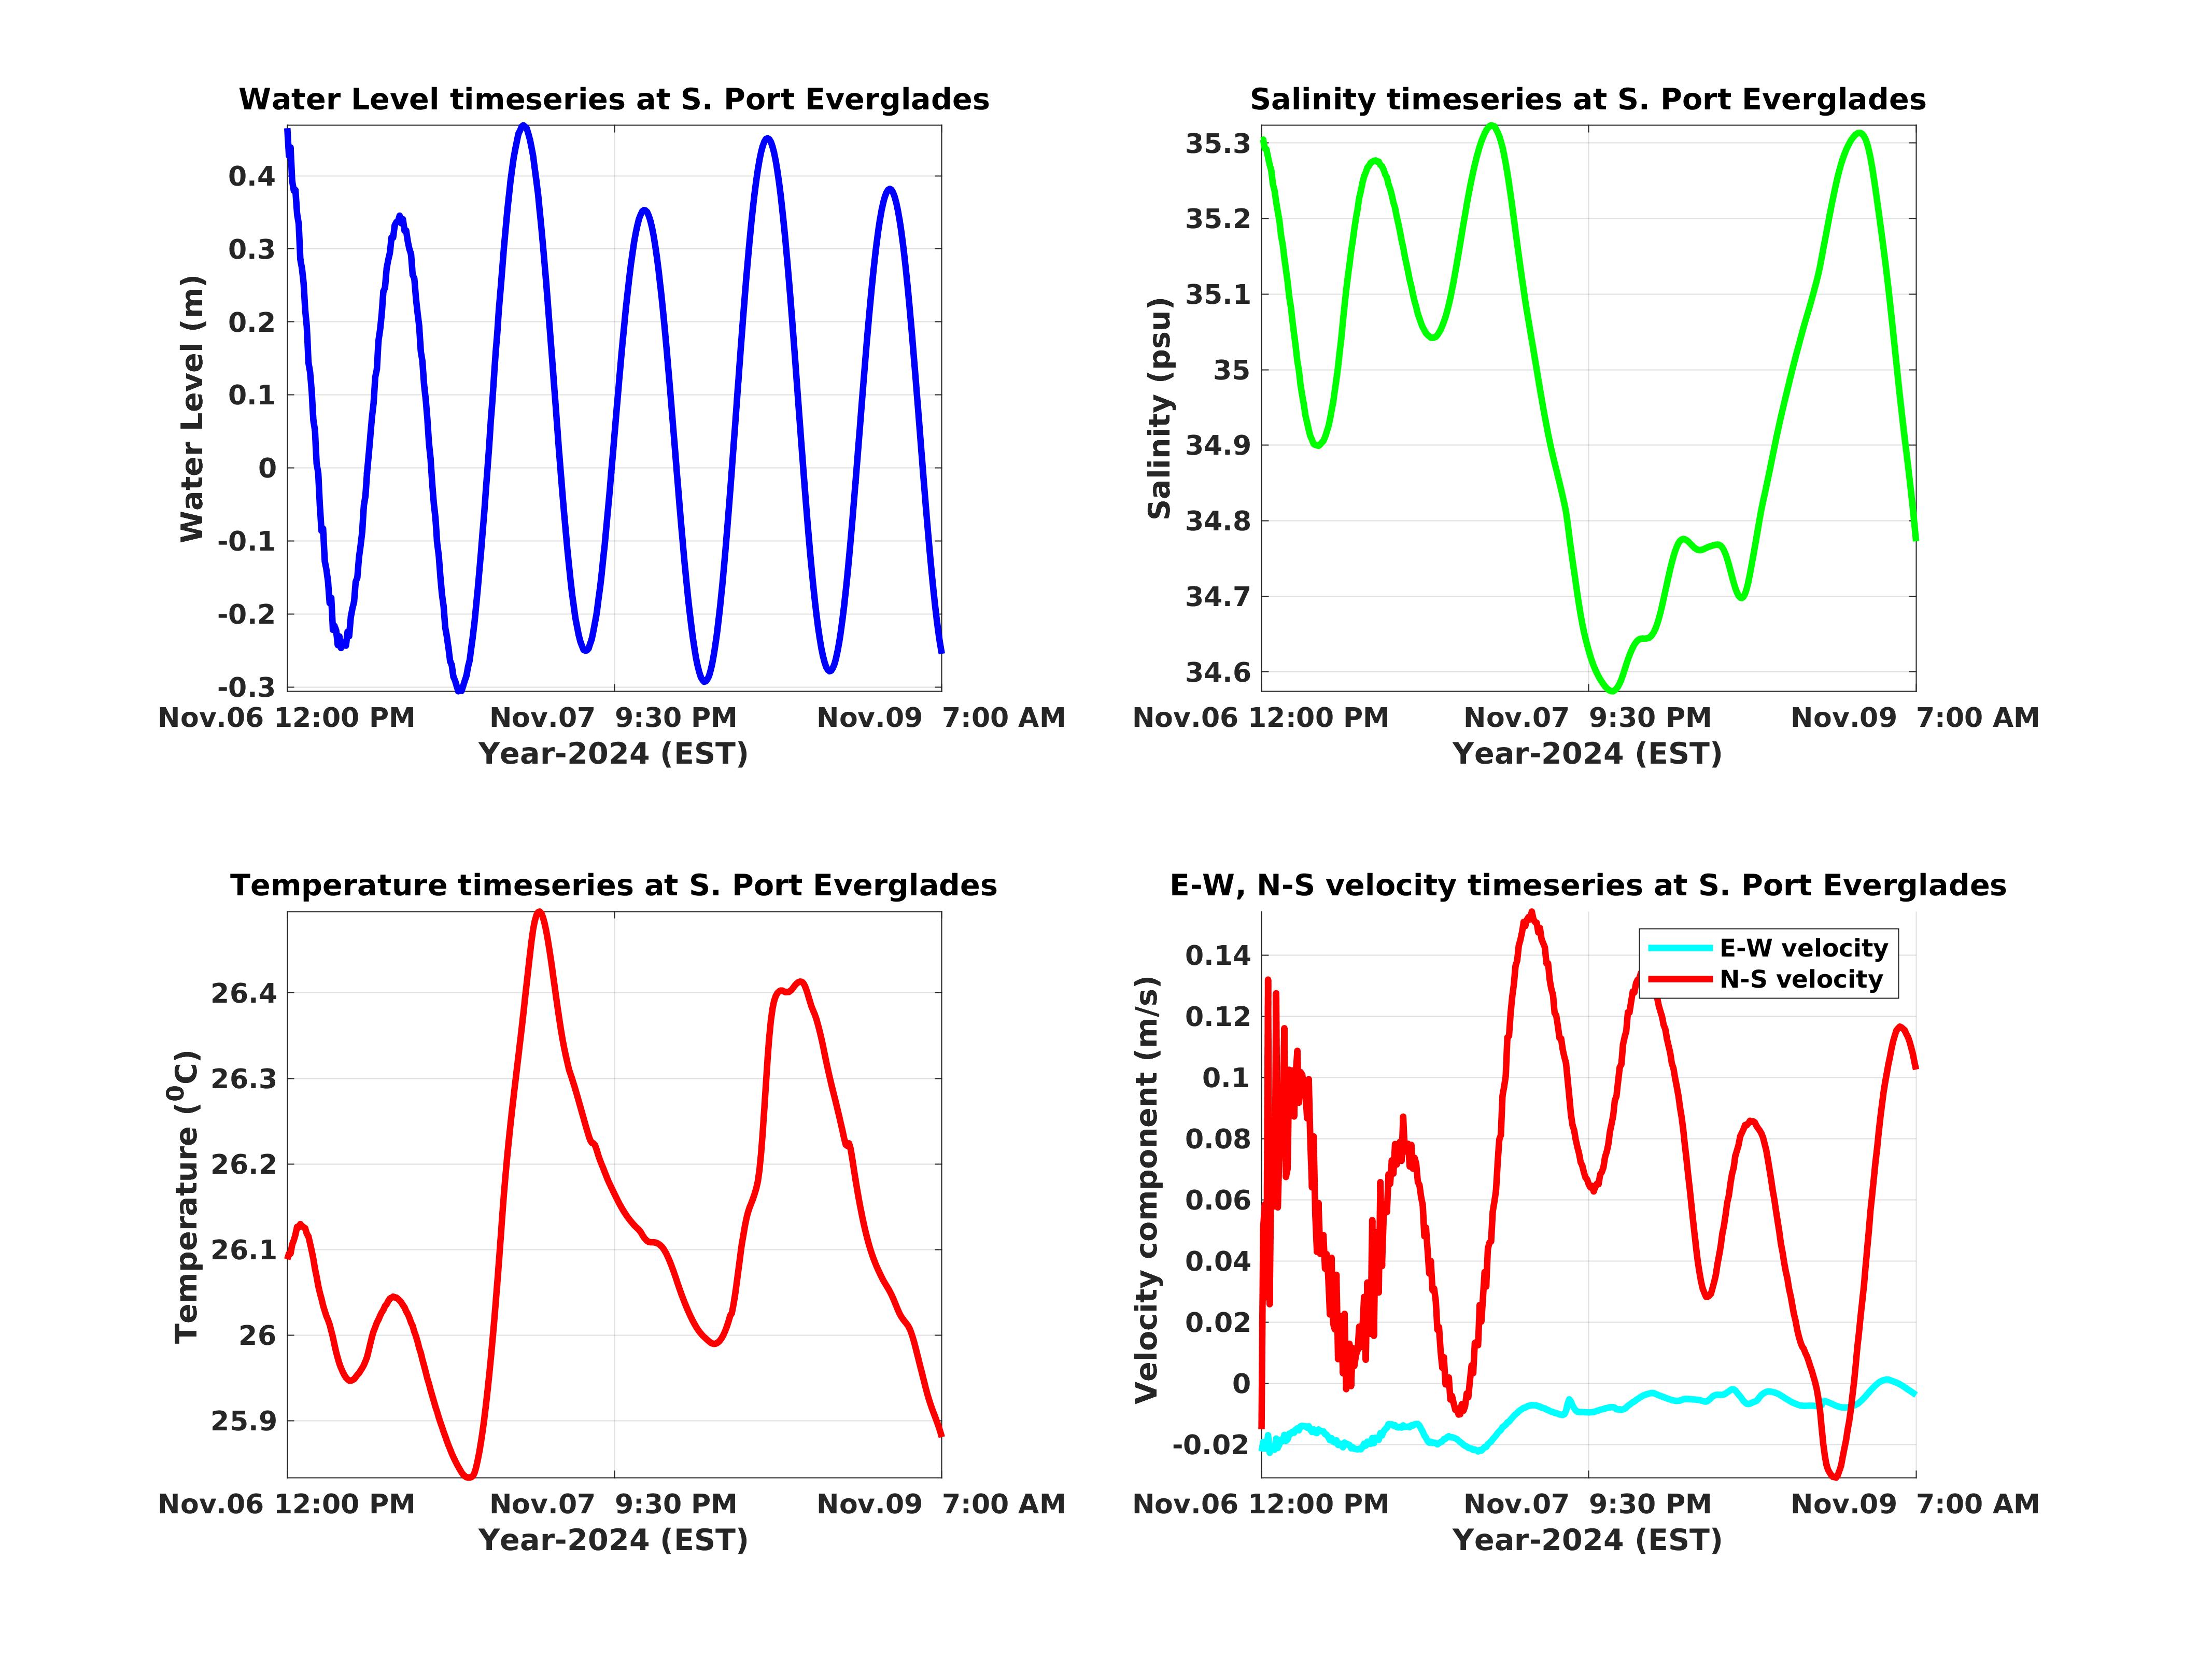 Water Level timeseries at S. Port Everglades
Water Level (m)
0.4
0.3
0.2
0.1
0
-0.1
-0.2
-0.3
Nov.06 12:00 PM
Nov.07 9:30 PM
Nov.09 7:00 AM
Year-2024 (EST)
Salinity timeseries at S. Port Everglades
Salinity (psu)
35.3
35.2
35.1
35
34.9
34.8
34.7
34.6
Nov.06 12:00 PM
Nov.07 9:30 PM
Nov.09 7:00 AM
Year-2024 (EST)
Temperature timeseries at S. Port Everglades
Temperature (⁰C)
26.4
26.3
26.2
26.1
26
25.9
Nov.06 12:00 PM
Nov.07 9:30 PM
Nov.09 7:00 AM
Year-2024 (EST)
E-W, N-S velocity timeseries at S. Port Everglades
Velocity component (m/s)
E-W velocity
N-S velocity
0.14
0.12
0.1
0.08
0.06
0.04
0.02
0
-0.02
Nov.06 12:00 PM
Nov.07 9:30 PM
Nov.09 7:00 AM
Year-2024 (EST)